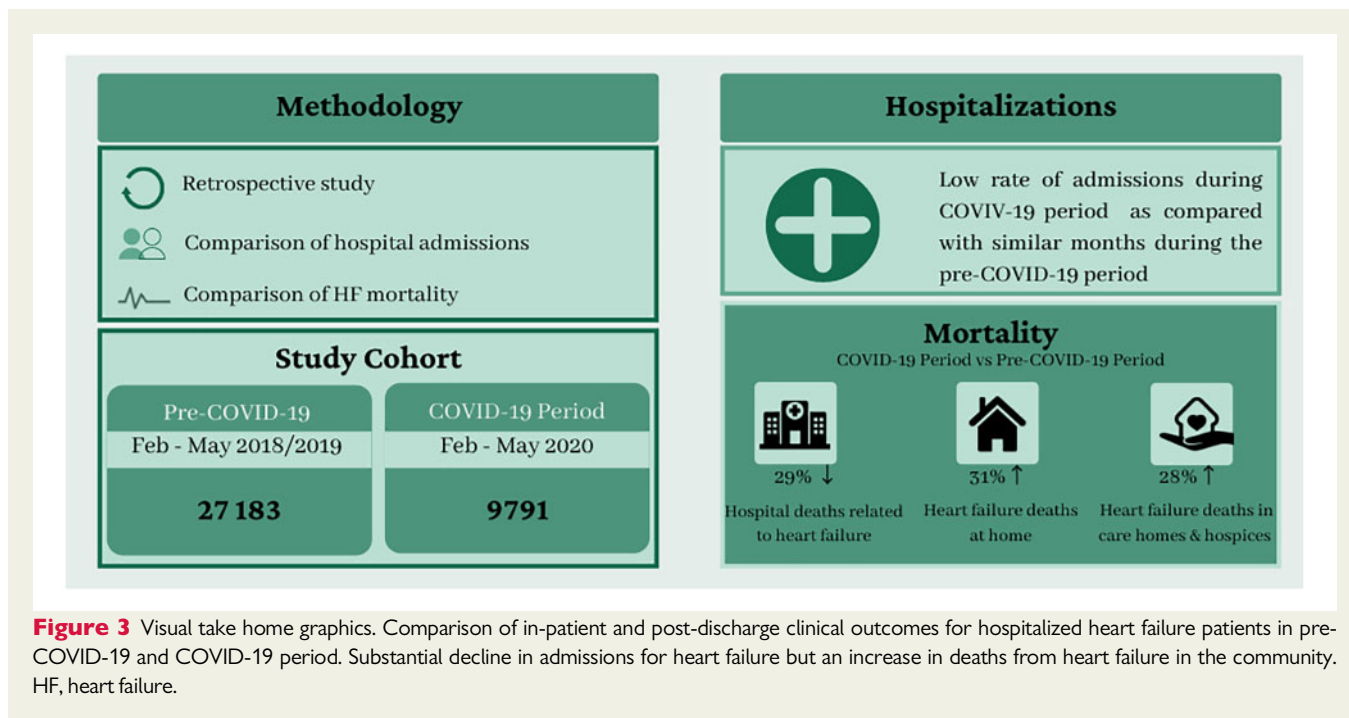 Methodology
Retrospective study
Comparison of hospital admissions
Comparison of HF mortality
Study Cohort
Pre-COVID-19
Feb - May 2018/2019
27 183
COVID-19 Period
Feb - May 2020
9791
Hospitalizations
Low rate of admissions during
COVIV-19 period as compared
with similar months during the
pre-COVID-19 period
Mortality
COVID-19 Period vs Pre-COVID-19 Period
29% ↓
Hospital deaths related
to heart failure
31% ↑
Heart failure deaths
at home
28% ↑
Heart failure deaths in
care homes & hospices
Figure 3 Visual take home graphics. Comparison of in-patient and post-discharge clinical outcomes for hospitalized heart failure patients in pre-
COVID-19 and COVID-19 period. Substantial decline in admissions for heart failure but an increase in deaths from heart failure in the community.
HF, heart failure.